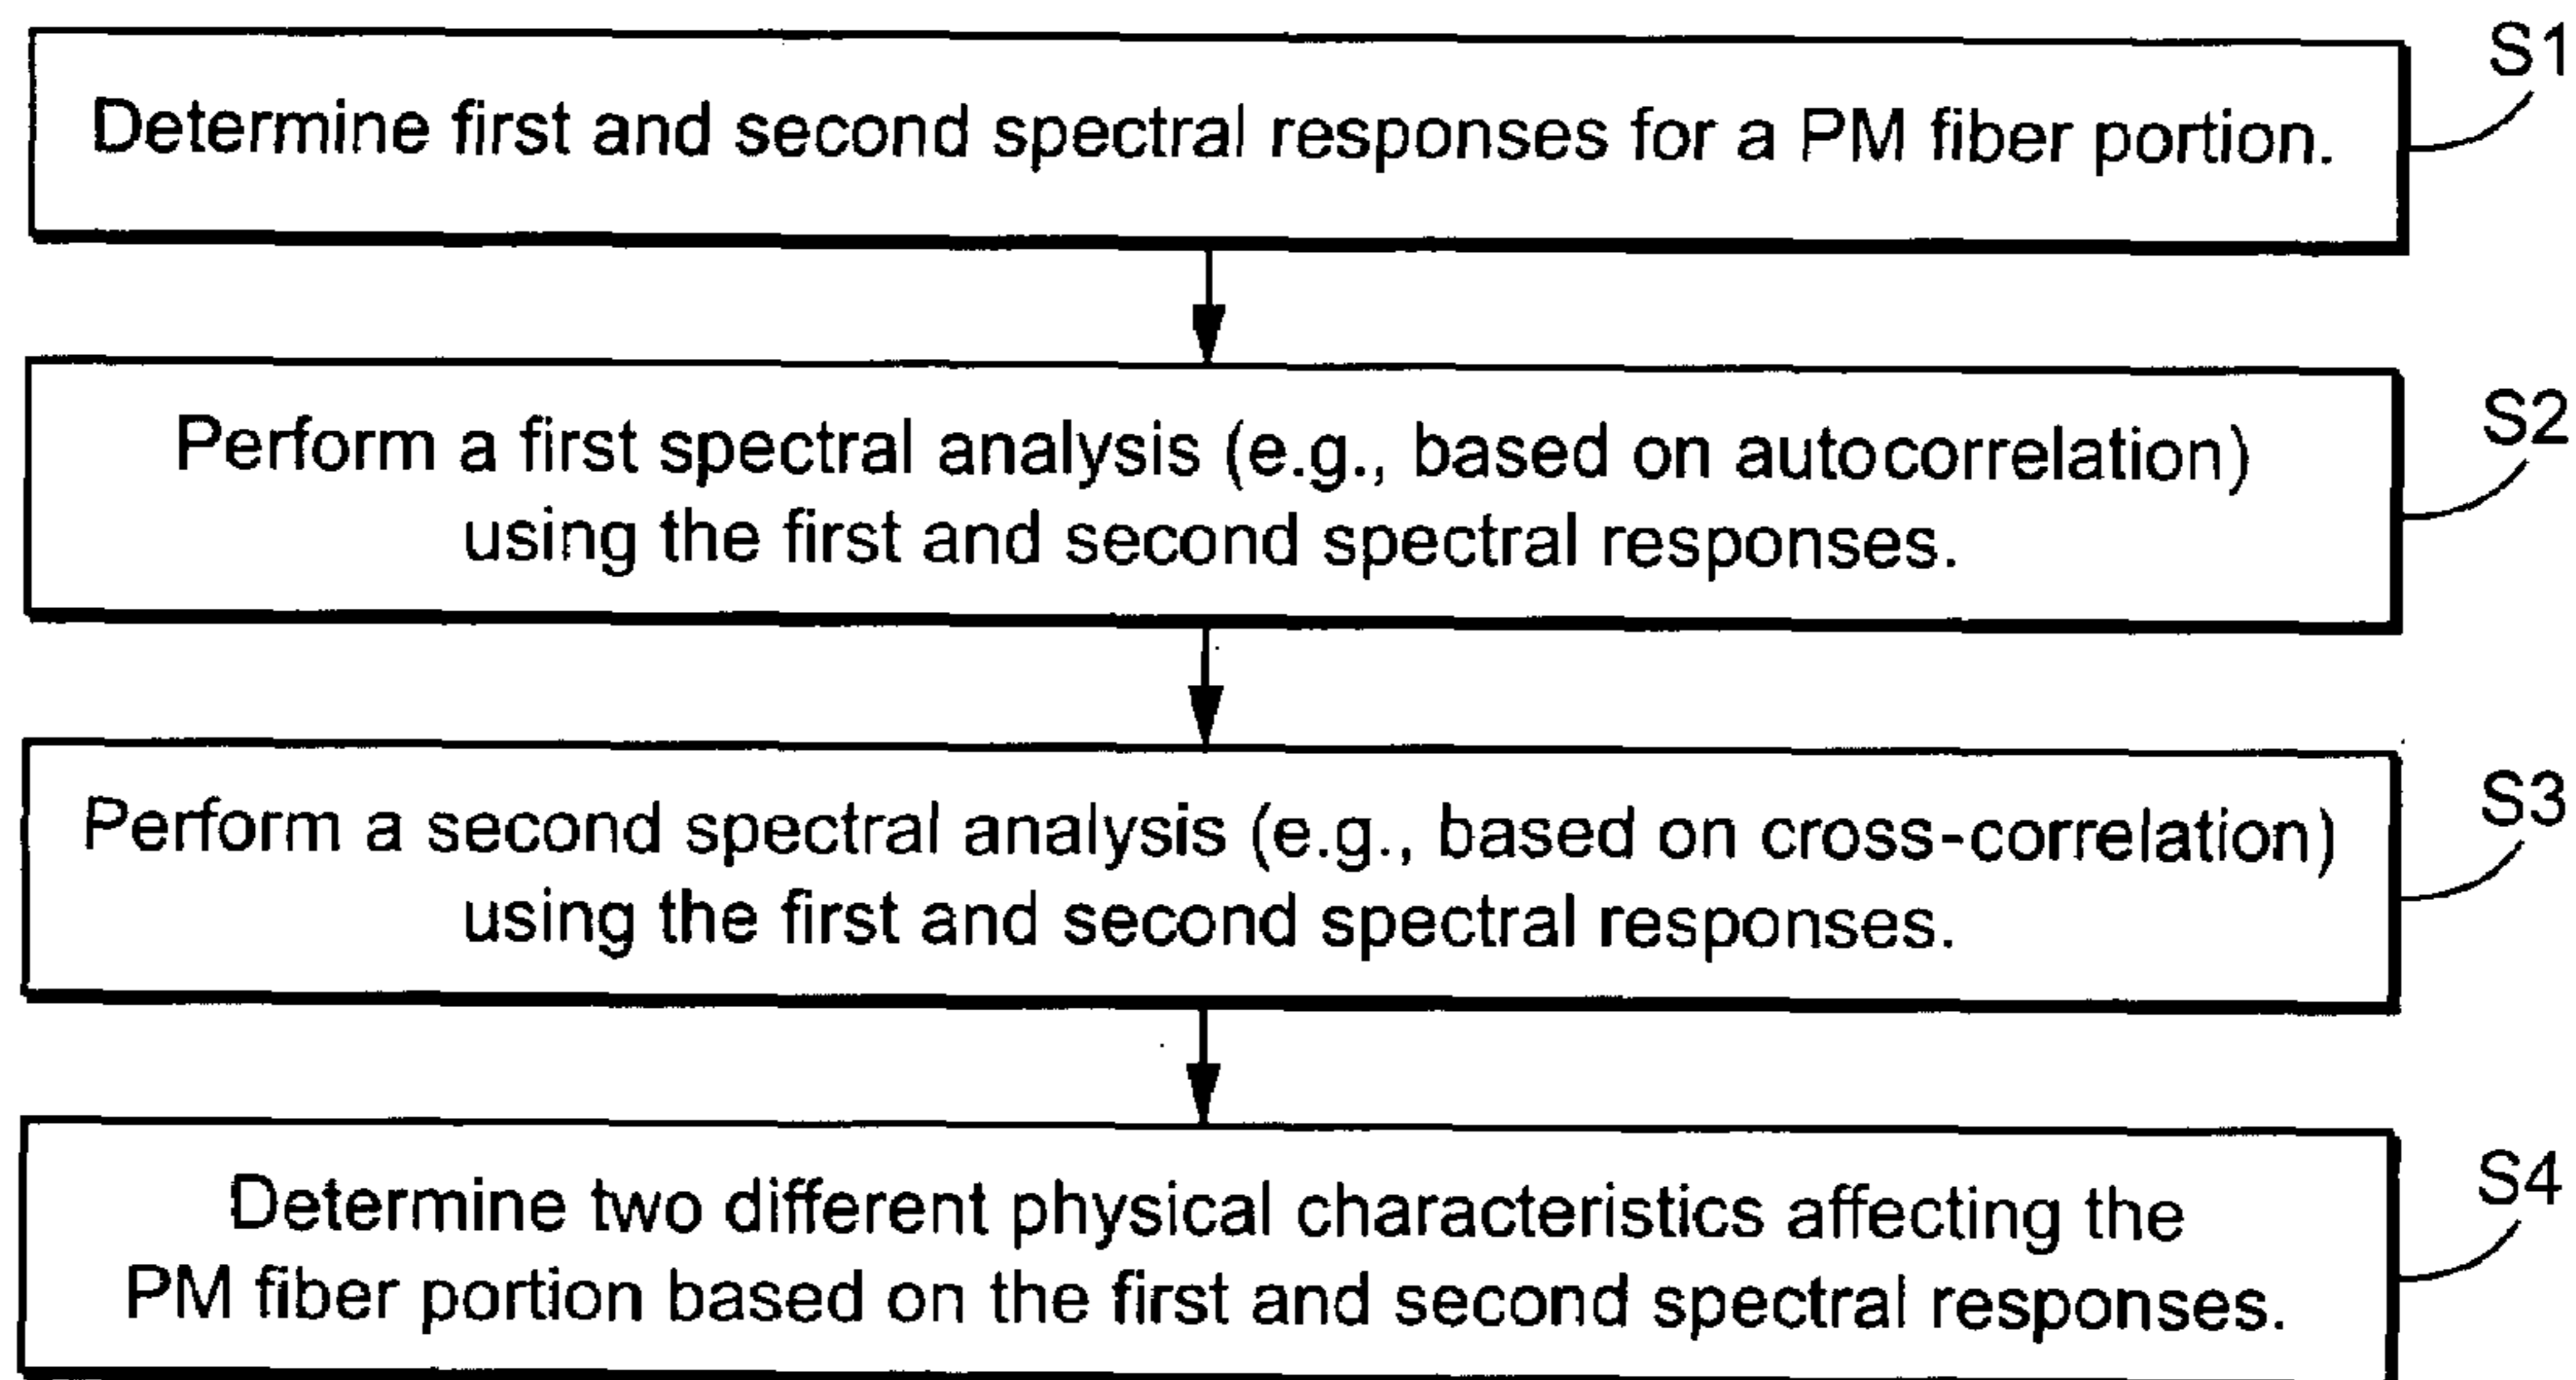 S1
Determine first and second spectral responses for a PM fiber portion.
S2
Perform a first spectral analysis (e.g., based on autocorrelation)
using the first and second spectral responses.
S3
Perform a second spectral analysis (e.g., based on cross-correlation)
using the first and second spectral responses.
S4
Determine two different physical characteristics affecting the
PM fiber portion based on the first and second spectral responses.